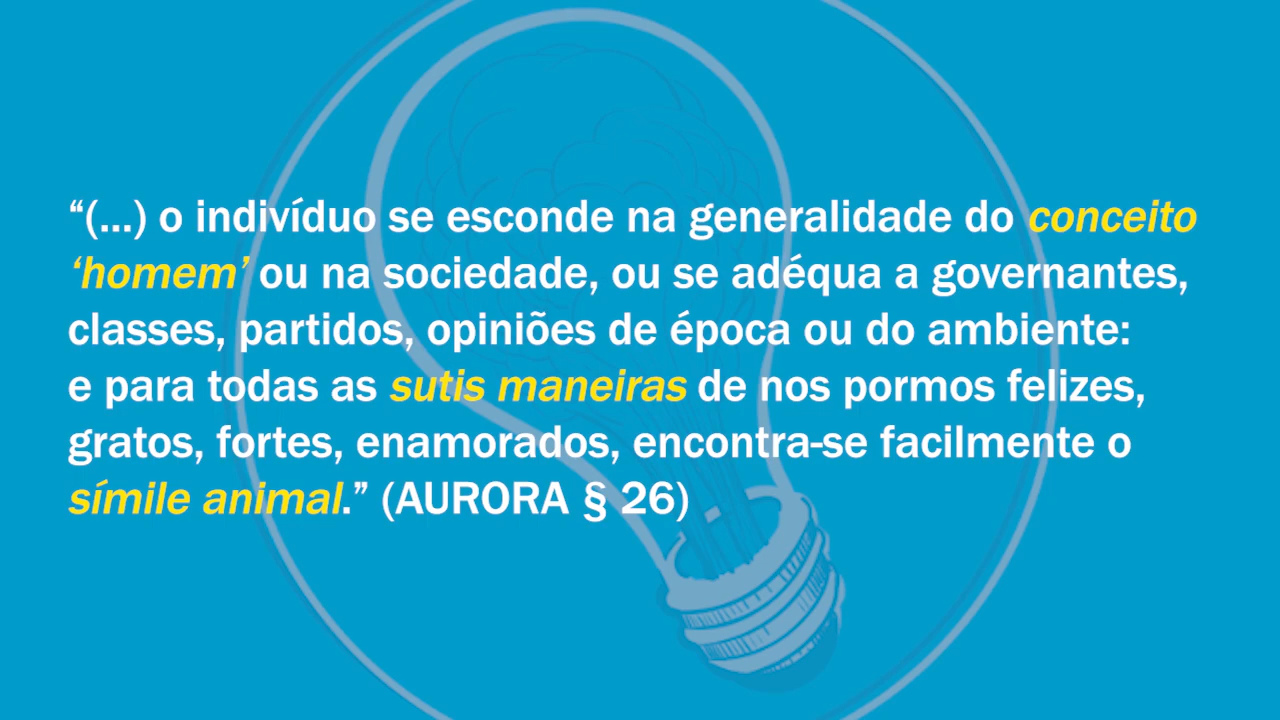 “(...) o indivíduo se esconde na generalidade do conceito
‘homem’ ou na sociedade, ou se adéqua a governantes,
classes, partidos, opiniões de época ou do ambiente:
e para todas as sutis maneiras de nos pormos felizes,
gratos, fortes, enamorados, encontra-se facilmente o
símile animal.” (AURORA § 26)